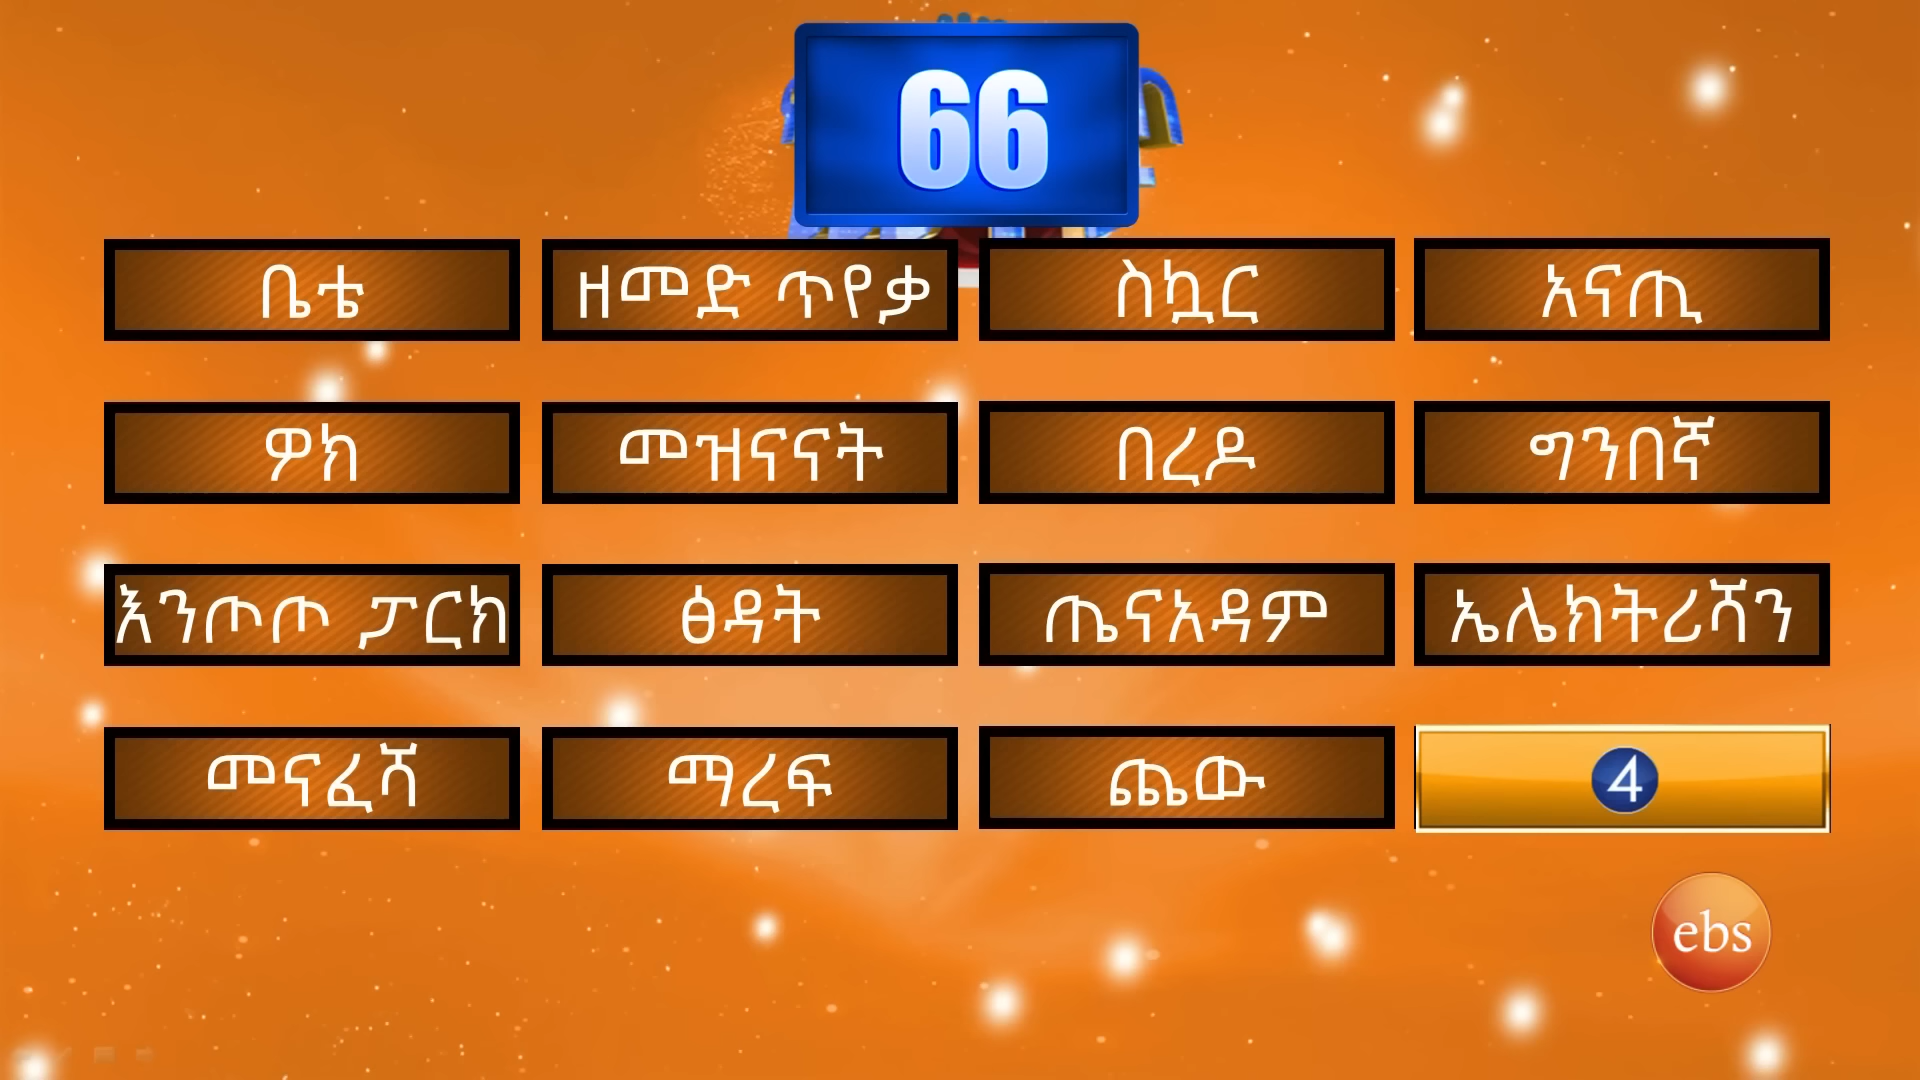 66
ቤቴ ዘመድ ጥየቃ ስኳር አናጢ
ዎክ መዝናናት በረዶ ግንበኛ
እንጦጦ ፓርክ ፅዳት ጤናአዳም ኤሌክትሪሻን
መናፈሻ ማረፍ ጨው 4
ebs